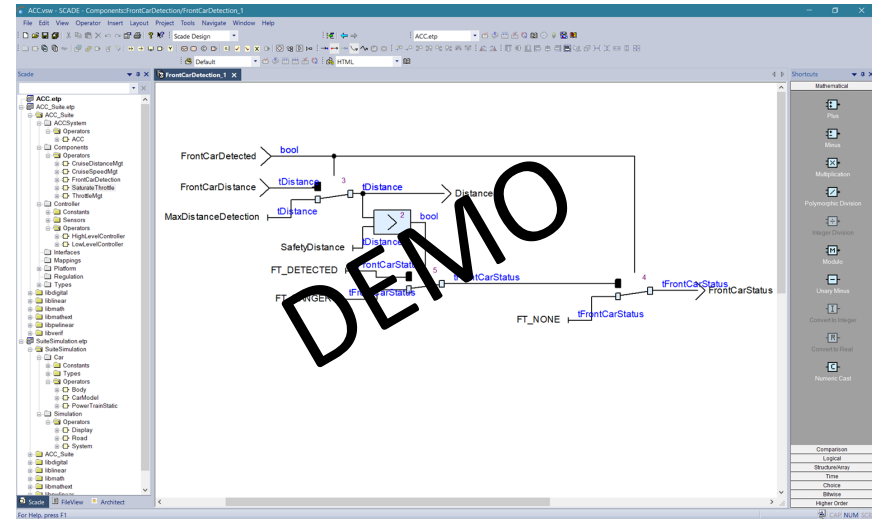 ACC.vsw - SCADE - Components::FrontCarDetection/FrontCarDetection_1
File Edit View Operator Insert Layout Project Tools Navigate Window Help
Scade Design
ACC.etp
Default
HTML
Scade
FrontCarDetection_1
Shortcuts
ACC.etp
ACC_Suite.etp
ACC_Suite
ACCSystem
Operators
ACC
Components
Operators
CruiseDistanceMgt
CruiseSpeedMgt
FrontCarDetection
SaturateThrottle
ThrottleMgt
Controller
Constants
Sensors
Operators
HighLevelController
LowLevelController
Interfaces
Mappings
Platform
Regulation
Types
libdigital
liblinear
libmath
libmathext
libpwlinear
libverif
SuiteSimulation.etp
SuiteSimulation
Car
Constants
Types
Operators
Body
CarModel
PowerTrainStatic
Simulation
Operators
Display
Road
System
ACC_Suite
libdigital
liblinear
libmath
libmathext
libpwlinear
Scade FileView Architect
For Help, press F1
FrontCarDetected bool
3
FrontCarDistance tDistance tDistance Distance
MaxDistanceDetection tDistance
2 bool
SafetyDistance tDistance
FT_DETECTED tFrontCarStatus 5 tFrontCarStatus 4 tFrontCarStatus FrontCarStatus
tFrontCarStatus
FT_NONE tFrontCarStatus
DEMO
Mathematical
Plus
Minus
Multiplication
Polymorphic Division
Integer Division
Modulo
Unary Minus
Convert to Integer
Convert to Real
Numeric Cast
Comparison
Logical
Structure/Array
Time
Choice
Bitwise
Higher Order
CAP NUM